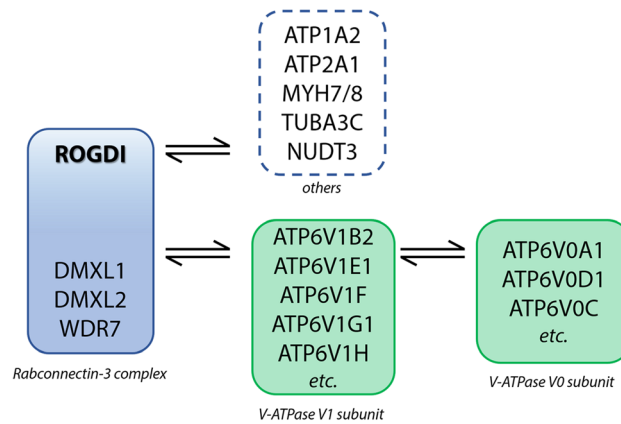 ROGDI
DMXL1
DMXL2
WDR7
Rabconnectin-3 complex
ATP1A2
ATP2A1
MYH7/8
TUBA3C
NUDT3
others
ATP6V1B2
ATP6V1E1
ATP6V1F
ATP6V1G1
ATP6V1H
etc.
V-ATPase V1 subunit
ATP6V0A1
ATP6V0D1
ATP6V0C
etc.
V-ATPase V0 subunit